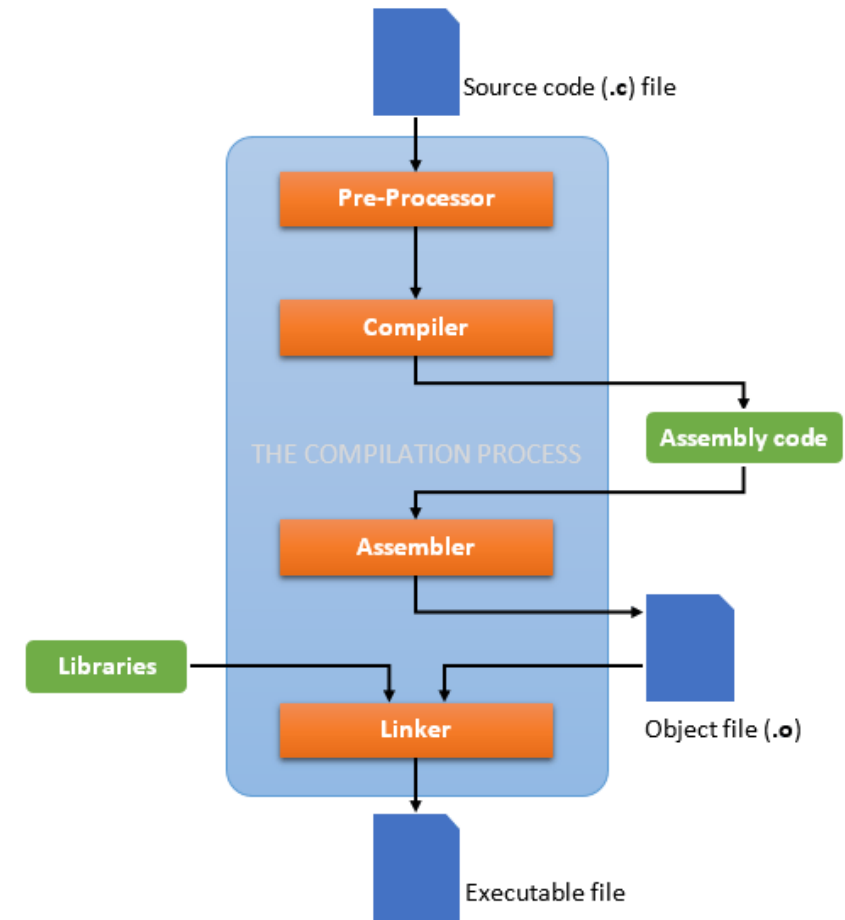 Source code (.c) file
Pre-Processor
Compiler
Assembly code
THE COMPILATION PROCESS
Assembler
Libraries
Linker
Object file (.o)
Executable file